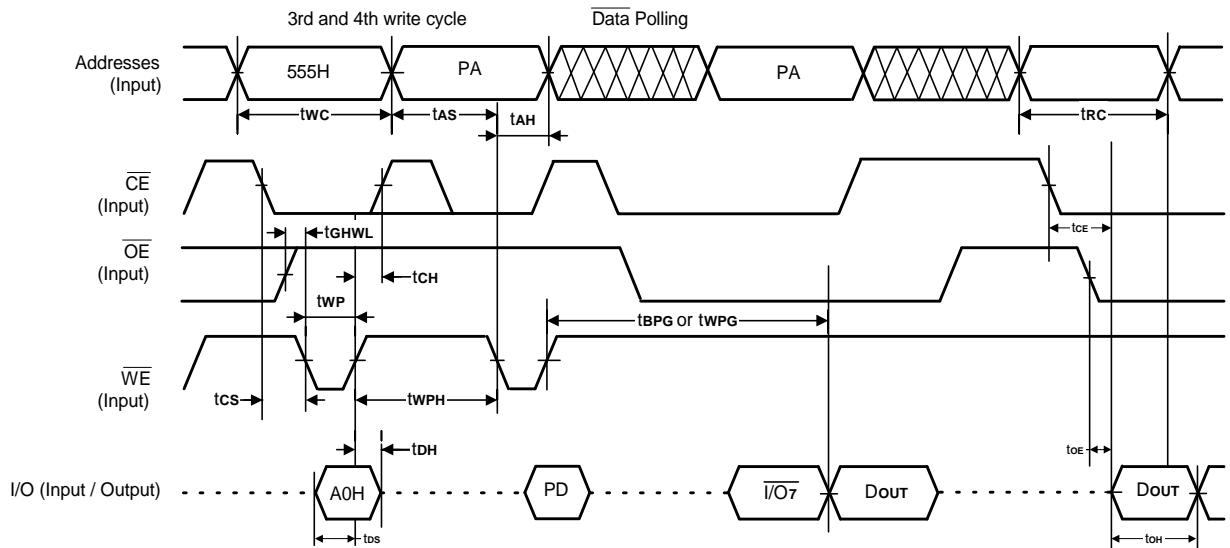 3rd and 4th write cycle
Data Polling
Addresses
(Input)
555H
PA
PA
tWC
tAS
tAH
tRC
CE
(Input)
tCE
tGHWL
OE
(Input)
tCH
tWP
tBPG or tWPG
WE
(Input)
tCS
tWPH
tDH
tOE
I/O (Input / Output)
A0H
PD
I/O7
DOUT
DOUT
tDS
tOH